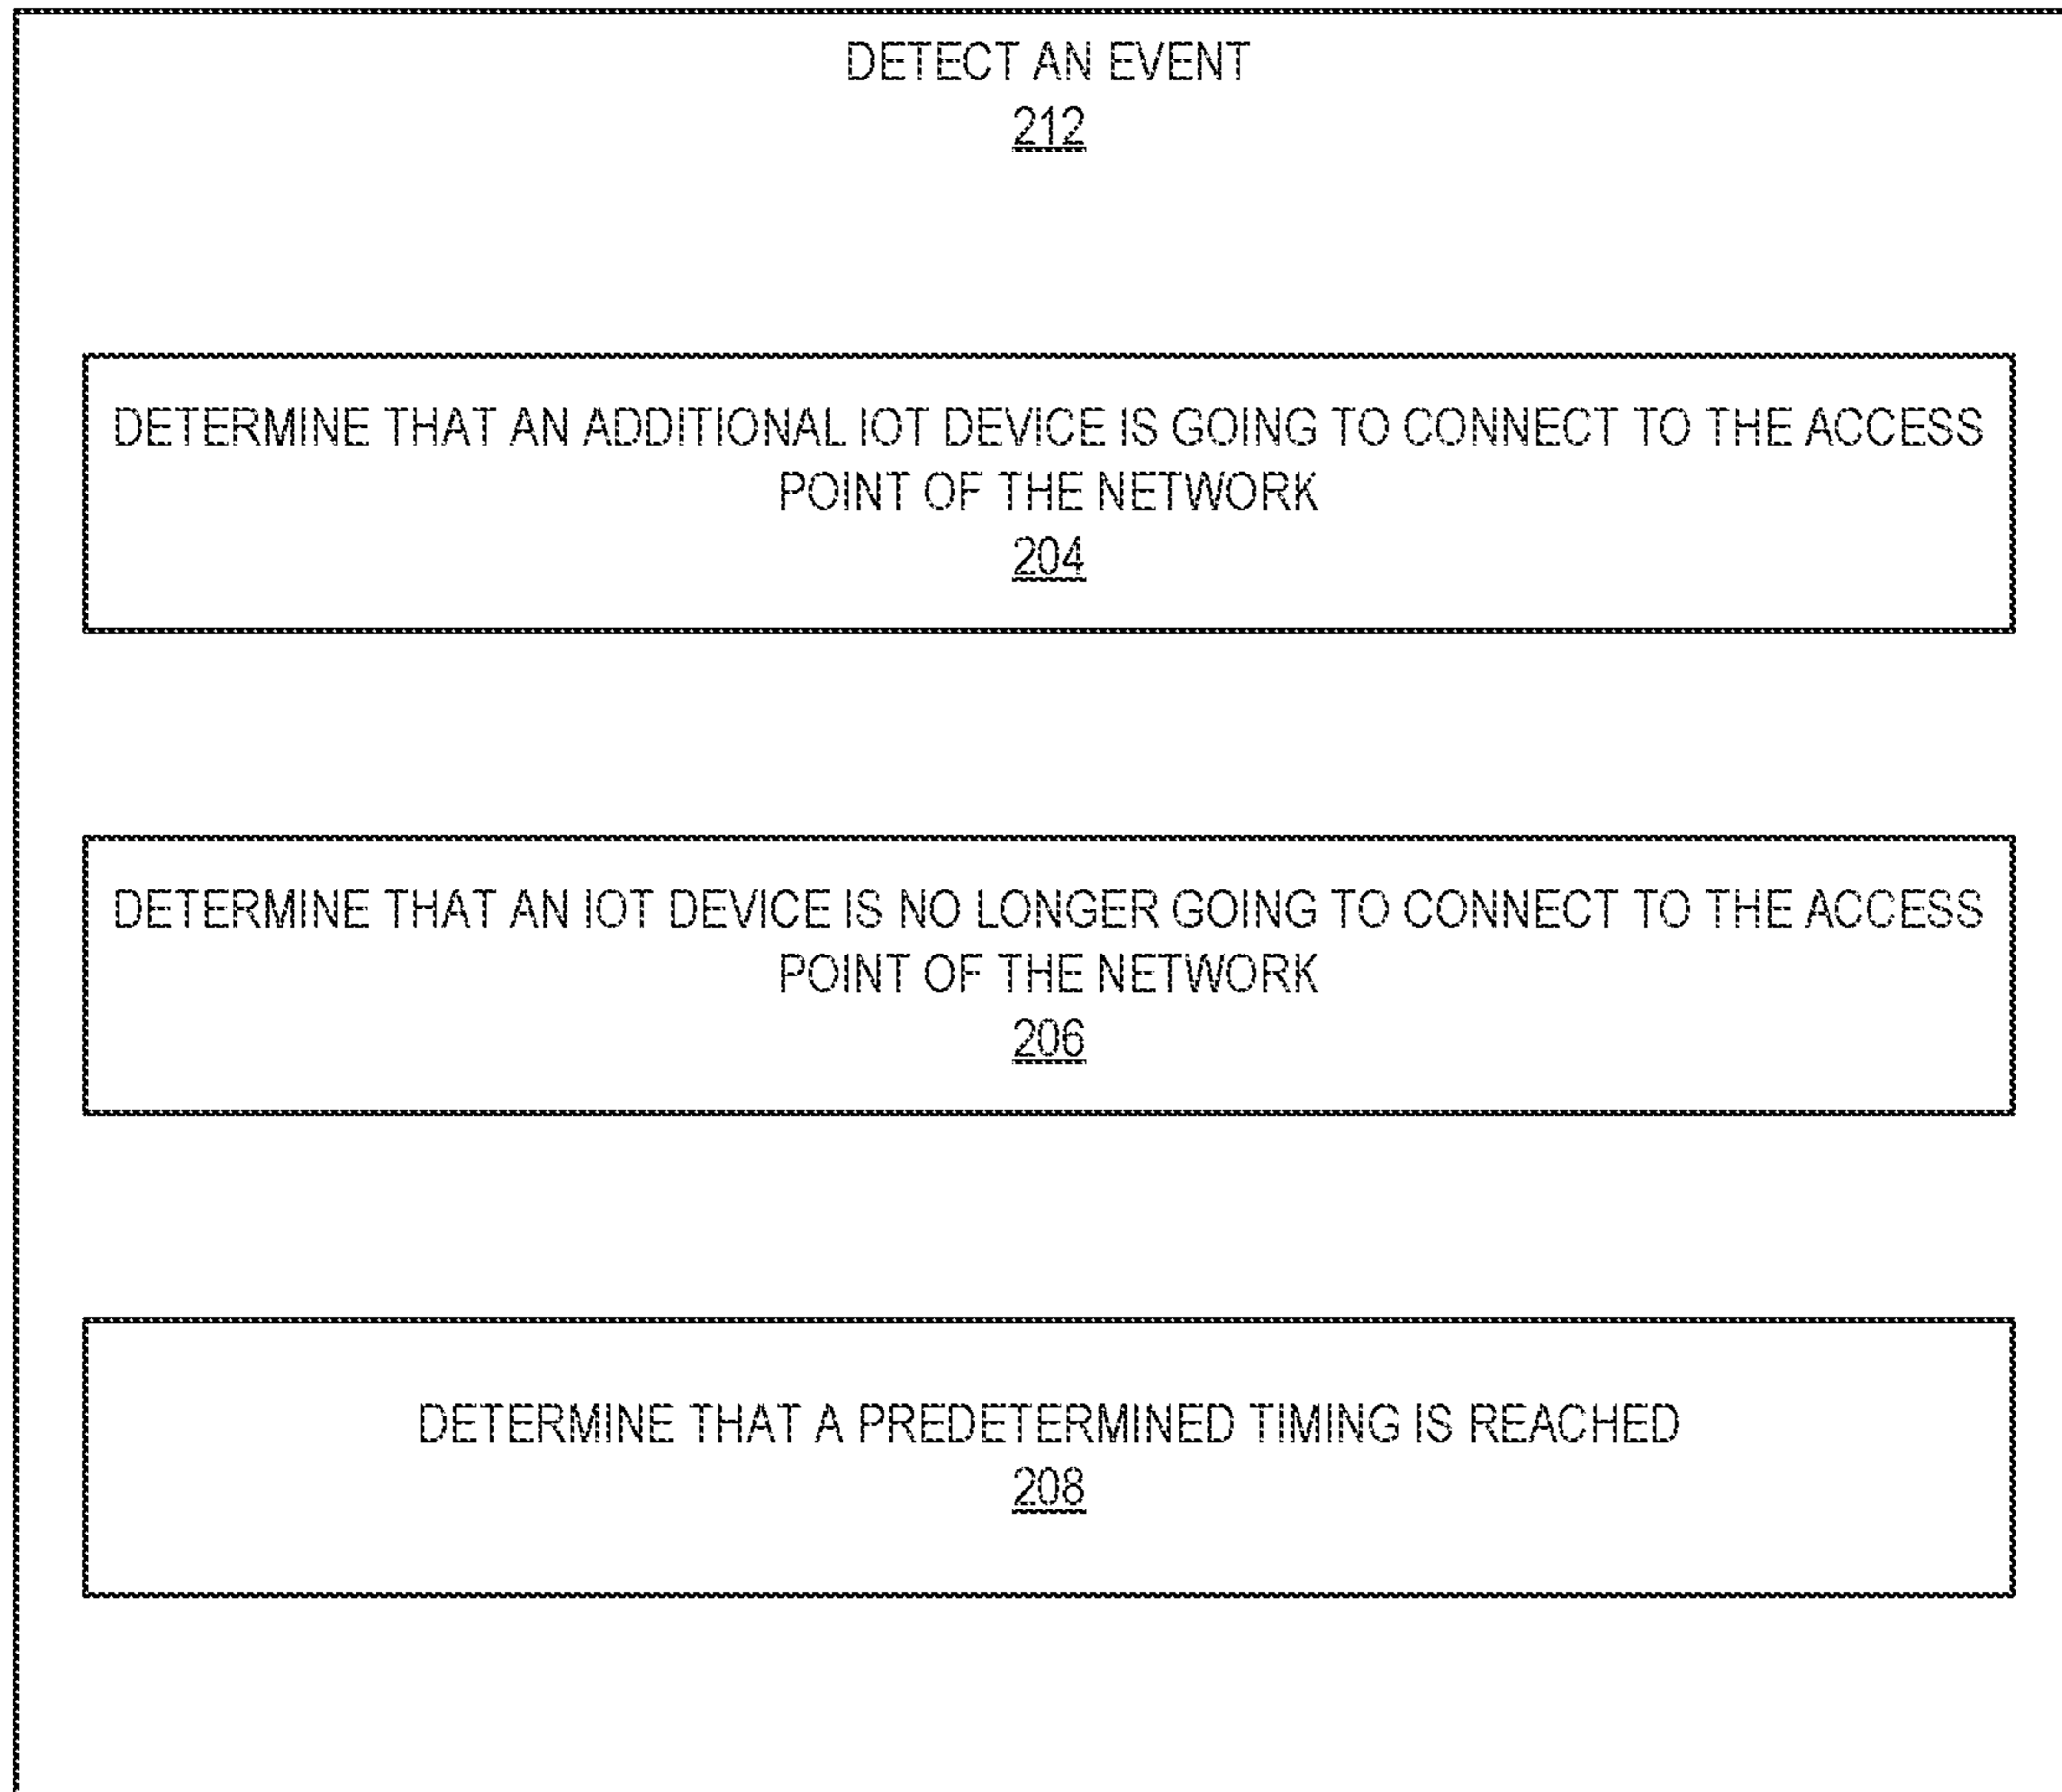 DETECT AN EVENT
212
DETERMINE THAT AN ADDITIONAL IOT DEVICE IS GOING TO CONNECT TO THE ACCESS
POINT OF THE NETWORK
204
DETERMINE THAT AN IOT DEVICE IS NO LONGER GOING TO CONNECT TO THE ACCESS
POINT OF THE NETWORK
206
DETERMINE THAT A PREDETERMINED TIMING IS REACHED
208